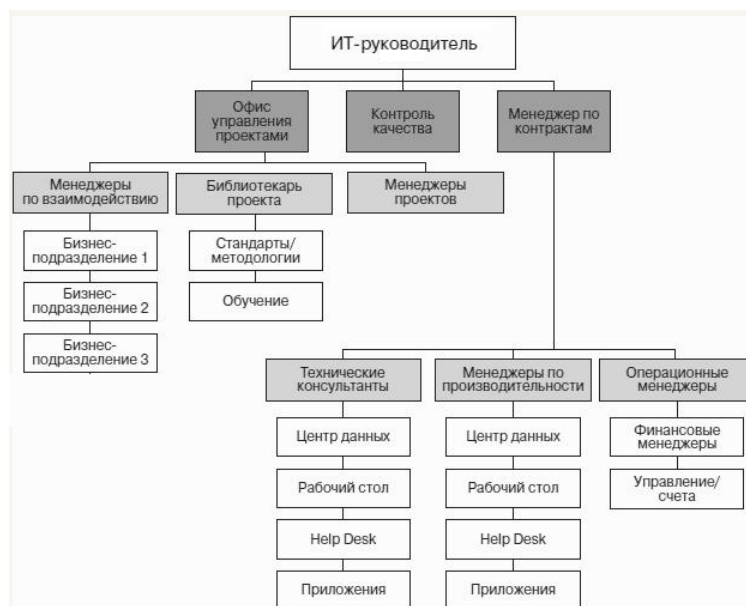 ИТ-руководитель
Офис
управления
проектами
Контроль
качества
Менеджер по
контрактам
Менеджеры
по взаимодействию
Библиотекарь
проекта
Менеджеры
проектов
Бизнес-
подразделение 1
Бизнес-
подразделение 2
Бизнес-
подразделение 3
Стандарты/
методологии
Обучение
Технические
консультанты
Менеджеры по
производительности
Операционные
менеджеры
Центр данных
Рабочий стол
Help Desk
Приложения
Центр данных
Рабочий стол
Help Desk
Приложения
Финансовые
менеджеры
Управление/
счета